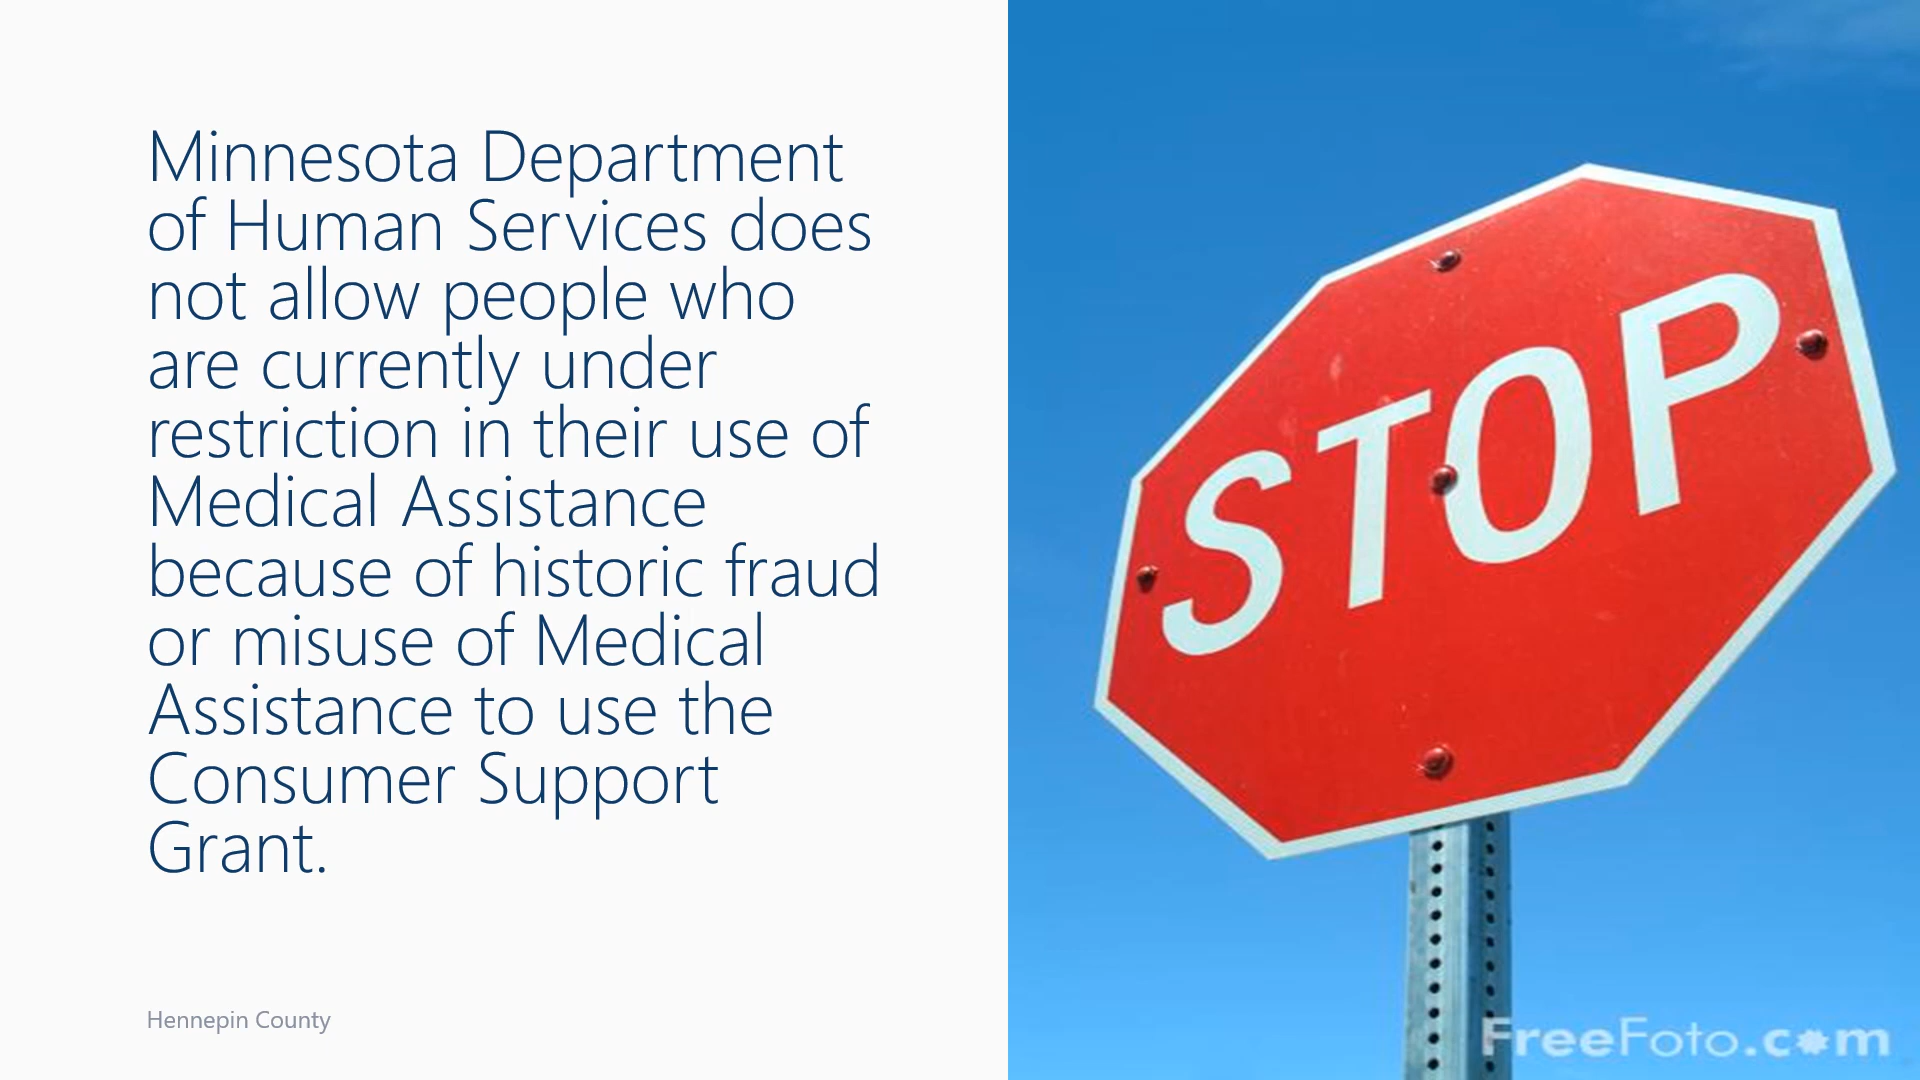 Minnesota Department
of Human Services does
not allow people who
are currently under
restriction in their use of
Medical Assistance
because of historic fraud
or misuse of Medical
Assistance to use the
Consumer Support
Grant.
Hennepin County
STOP
FreeFoto.com